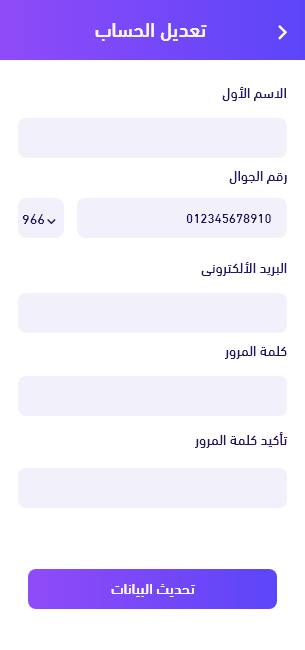 تعديل الحساب
الاسم الأول
رقم الجوال
012345678910
966
البريد الألكترونى
كلمة المرور
تأكيد كلمة المرور
تحديث البيانات